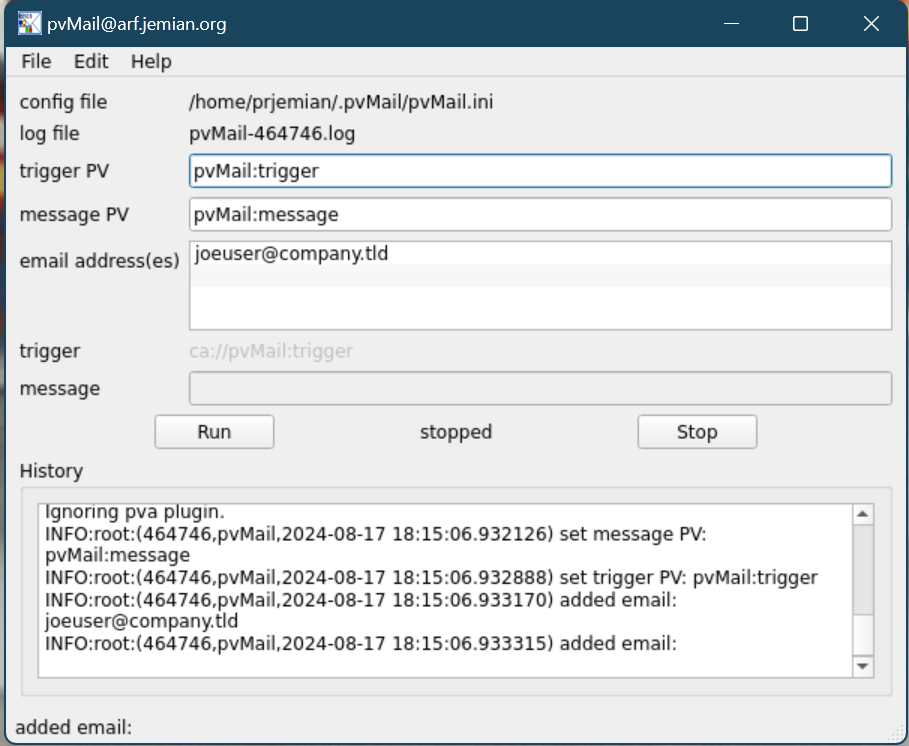 pvMail@arf.jemian.org
File Edit Help
config file /home/prjemian/.pvMail/pvMail.ini
log file pvMail-464746.log
trigger PV pvMail:trigger
message PV pvMail:message
email address(es) joeuser@company.tld
trigger ca://pvMail:trigger
message
Run stopped Stop
History
Ignoring pva plugin.
INFO:root:(464746,pvMail,2024-08-17 18:15:06.932126) set message PV:
pvMail:message
INFO:root:(464746,pvMail,2024-08-17 18:15:06.932888) set trigger PV: pvMail:trigger
INFO:root:(464746,pvMail,2024-08-17 18:15:06.933170) added email:
joeuser@company.tld
INFO:root:(464746,pvMail,2024-08-17 18:15:06.933315) added email:
added email: